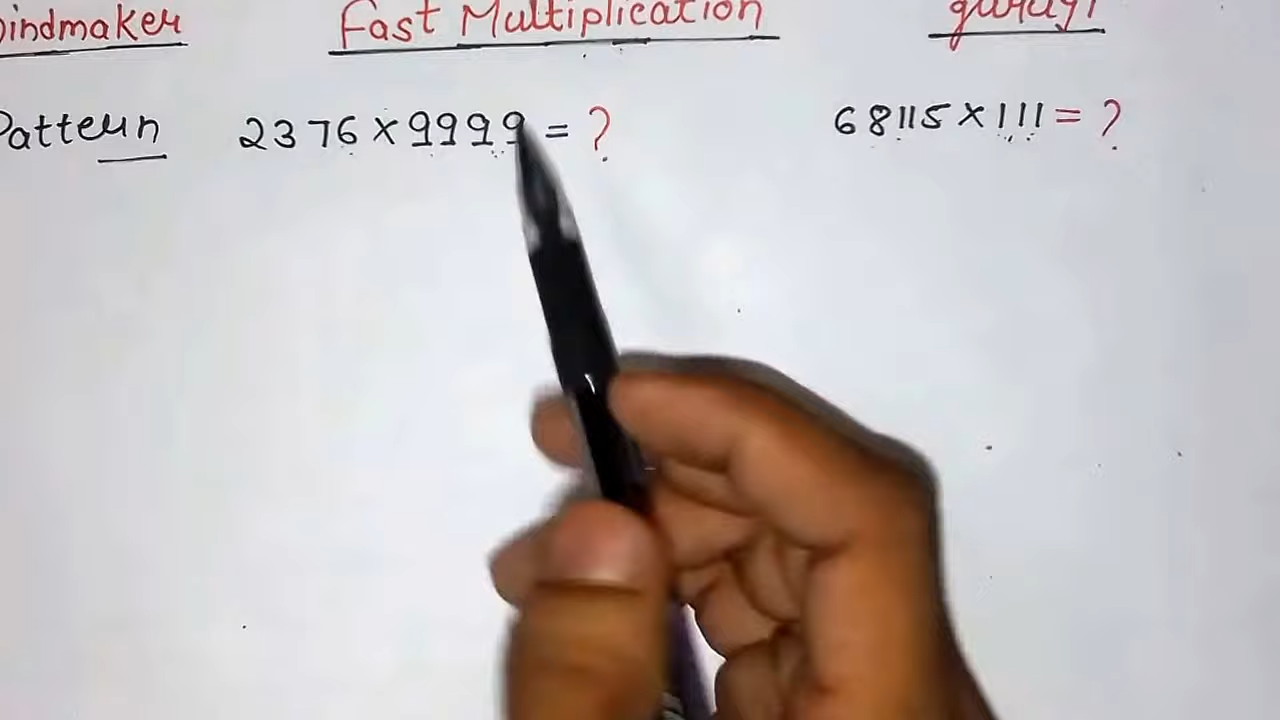 Fast Multiplication
Pattern 2376×9999 = ? 68115×111 = ?